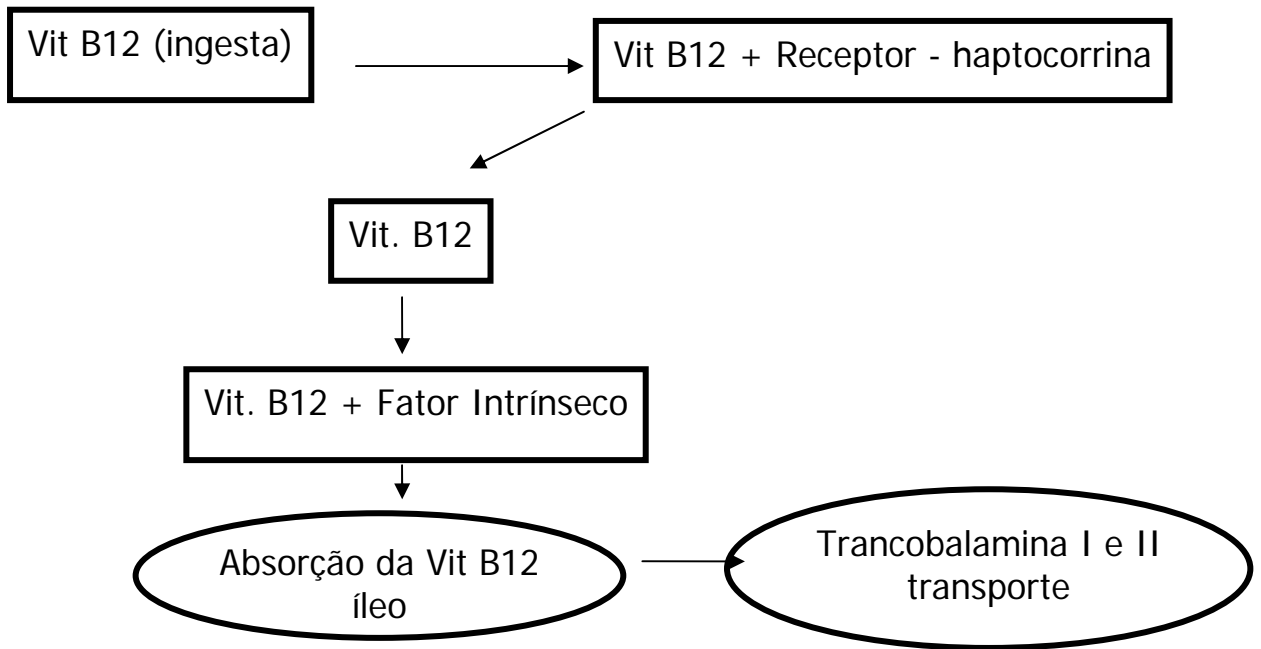 Vit B12 (ingesta)
Vit B12 + Receptor - haptocorrina
Vit. B12
Vit. B12 + Fator Intrínseco
Absorção da Vit B12
íleo
Trancobalamina I e II
transporte